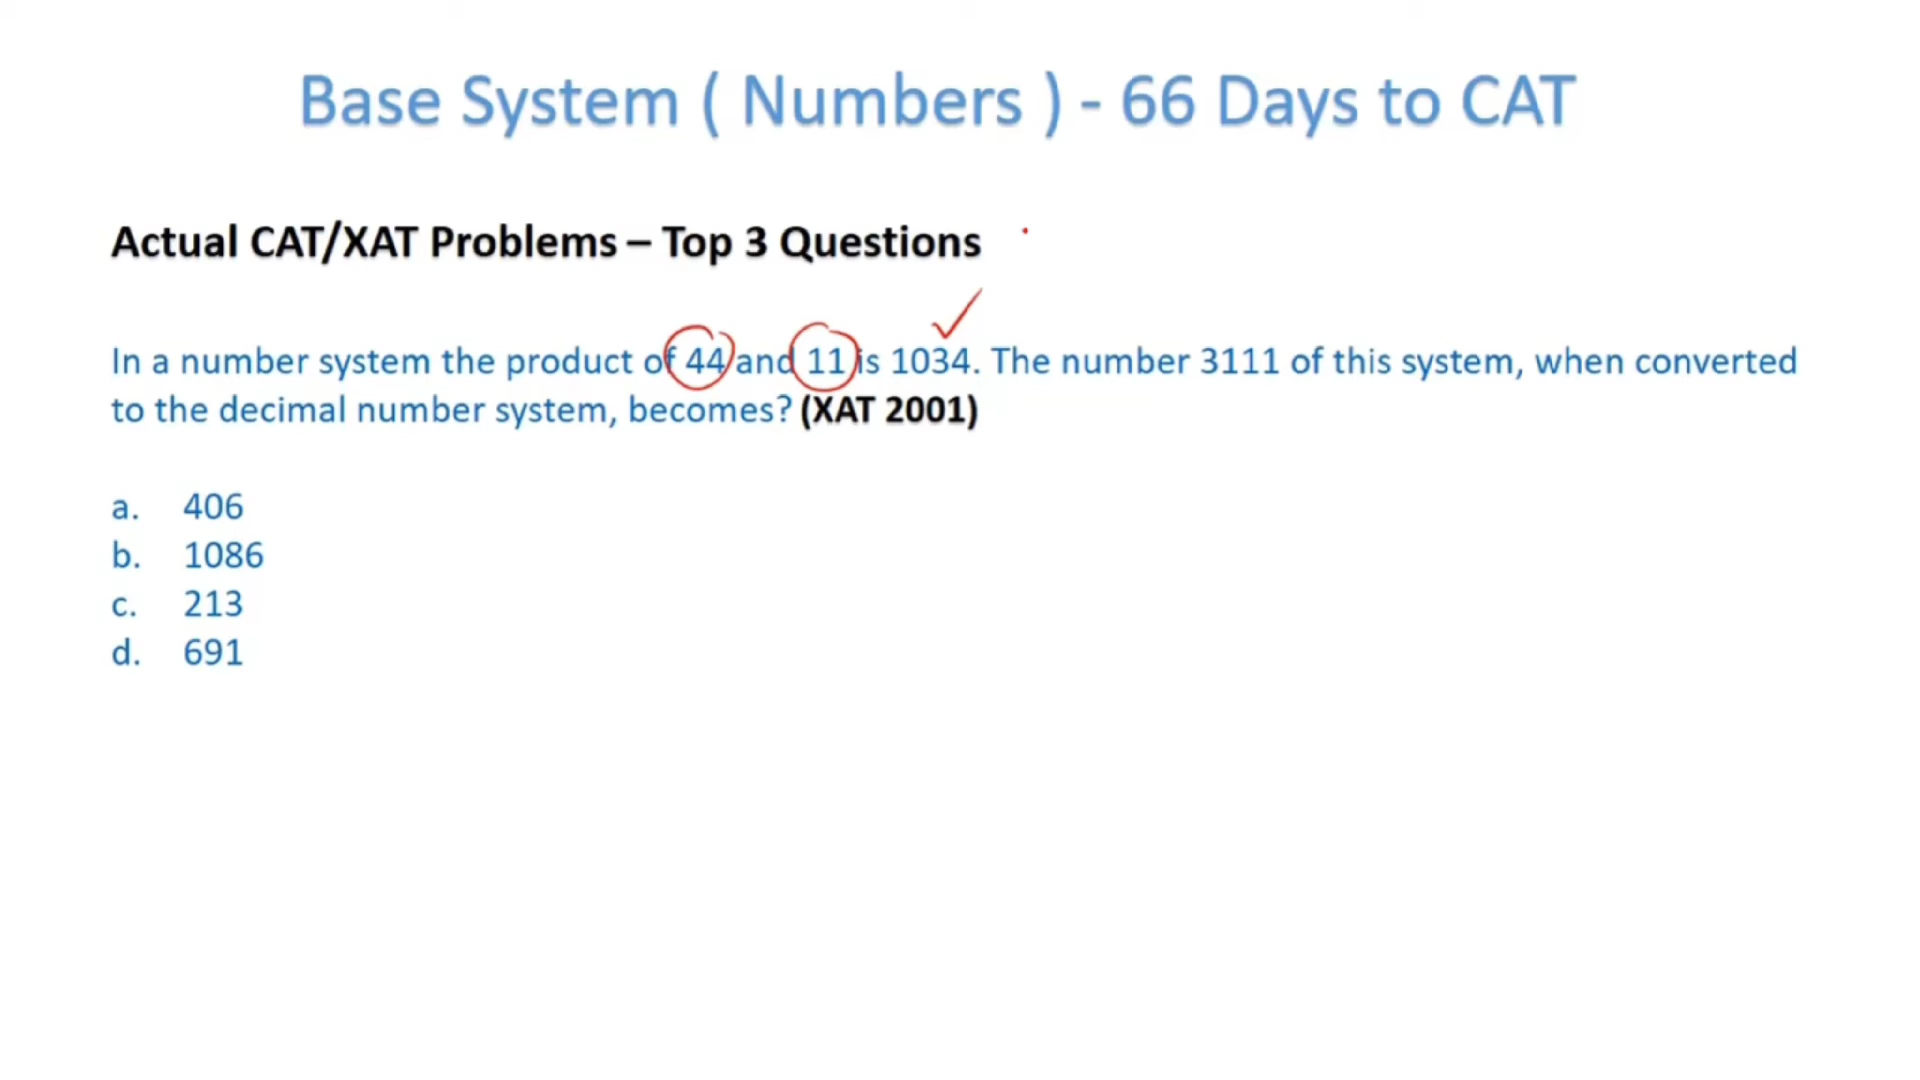 Base System ( Numbers ) - 66 Days to CAT
Actual CAT/XAT Problems – Top 3 Questions
In a number system the product of 44 and 11 is 1034. The number 3111 of this system, when converted
to the decimal number system, becomes? (XAT 2001)
a. 406
b. 1086
c. 213
d. 691